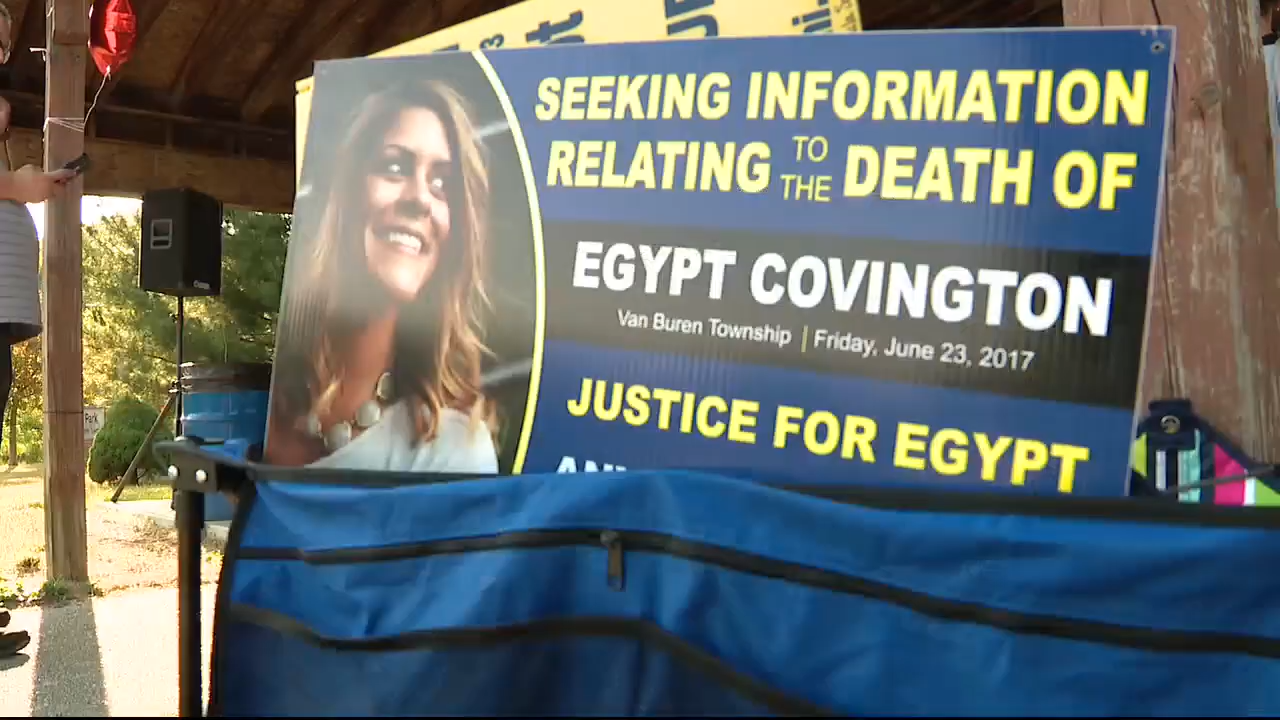 SEEKING INFORMATION
RELATING TO THE DEATH OF
EGYPT COVINGTON
Van Buren Township | Friday, June 23, 2017
JUSTICE FOR EGYPT
Park